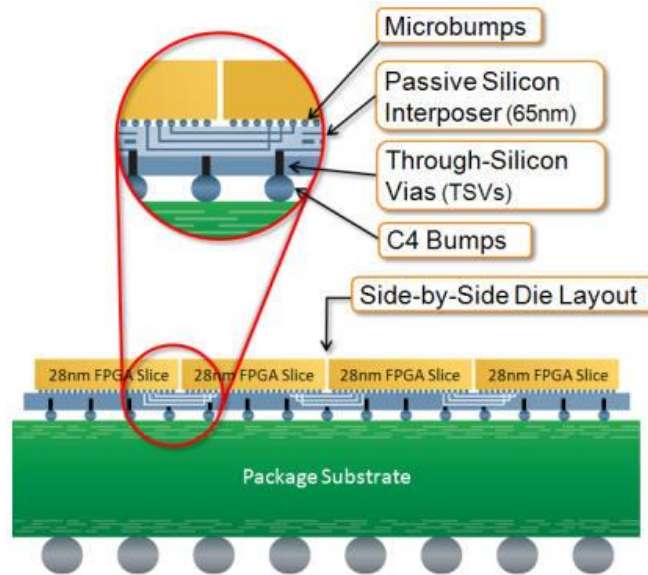 Microbumps
Passive Silicon
Interposer (65nm)
Through-Silicon
Vias (TSVs)
C4 Bumps
Side-by-Side Die Layout
28nm FPGA Slice
28nm FPGA Slice
28nm FPGA Slice
28nm FPGA Slice
Package Substrate